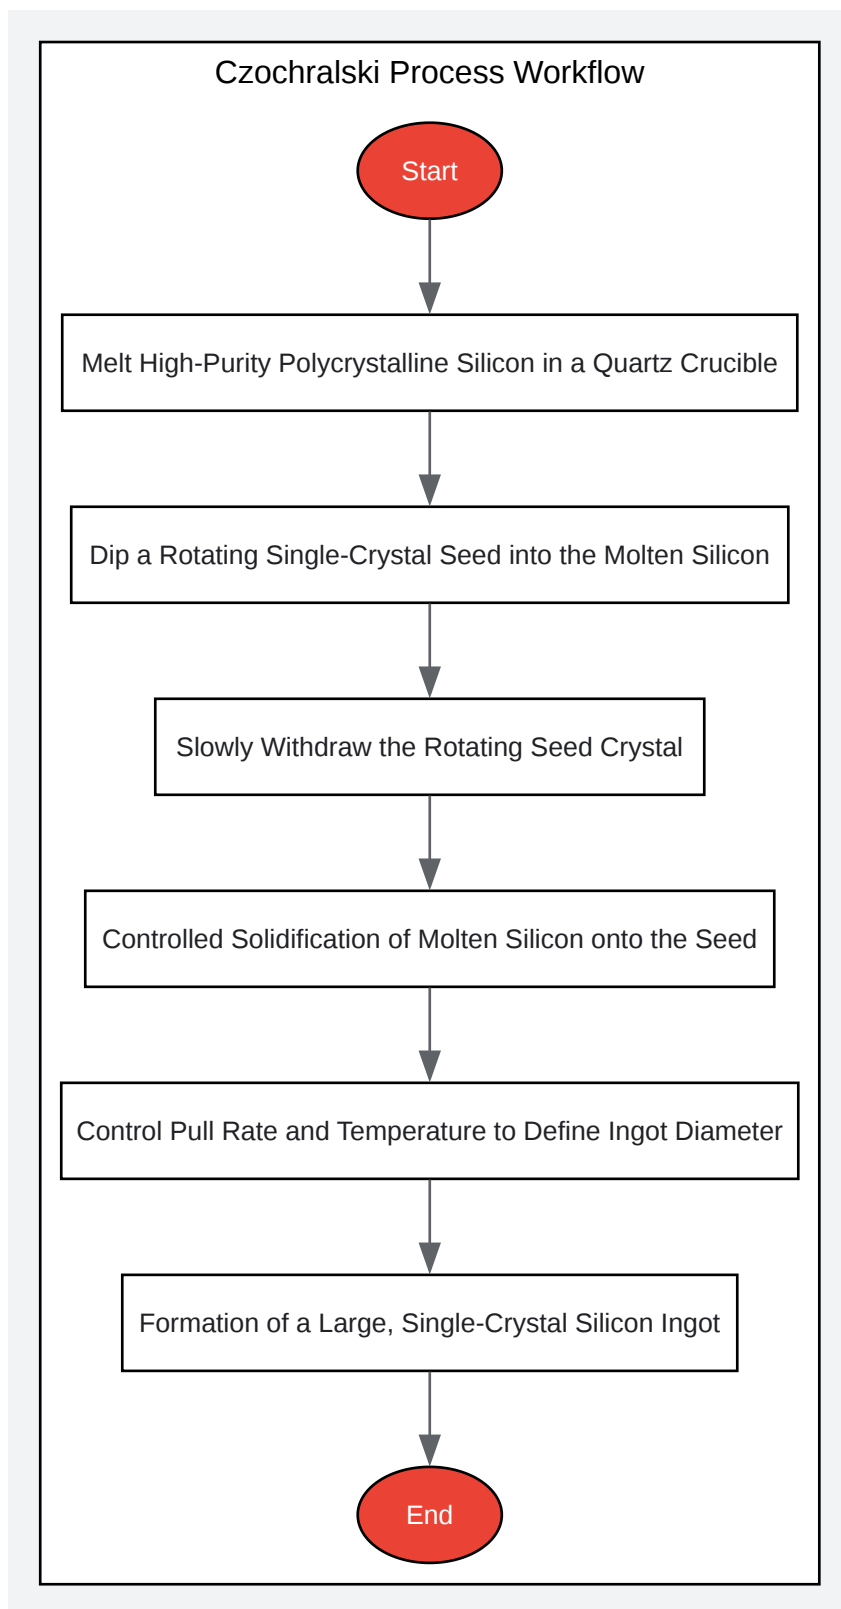 Czochralski Process Workflow
Start
Melt High-Purity Polycrystalline Silicon in a Quartz Crucible
Dip a Rotating Single-Crystal Seed into the Molten Silicon
Slowly Withdraw the Rotating Seed Crystal
Controlled Solidification of Molten Silicon onto the Seed
Control Pull Rate and Temperature to Define Ingot Diameter
Formation of a Large, Single-Crystal Silicon Ingot
End